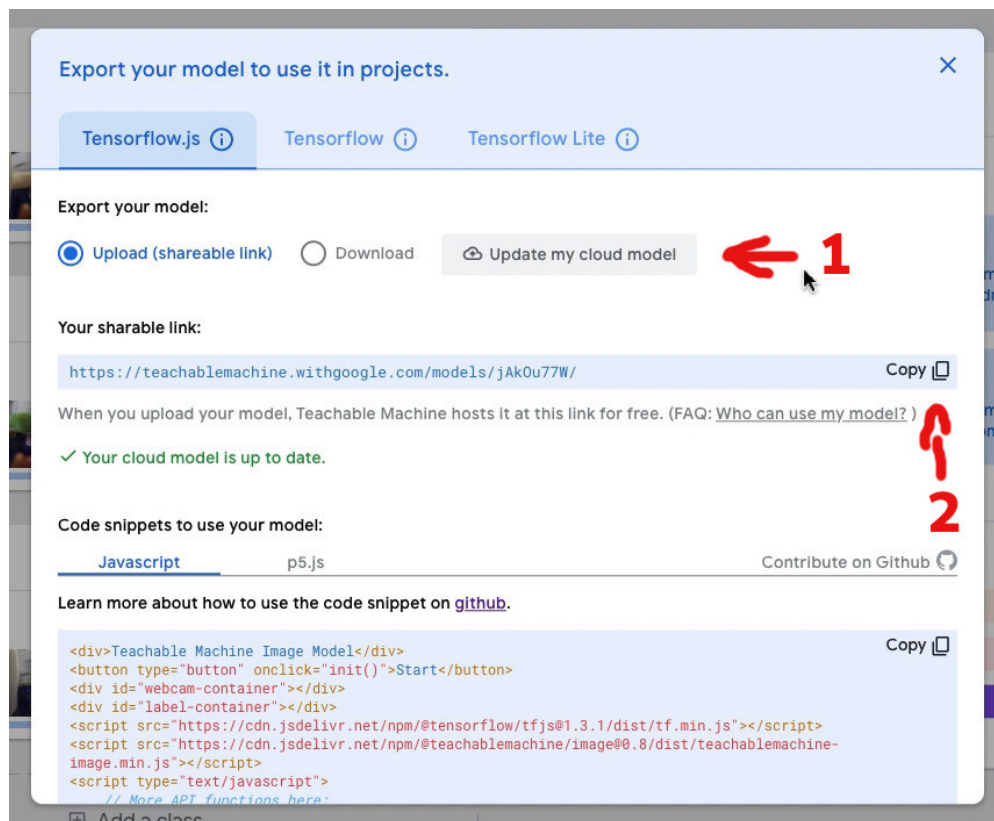 Export your model to use it in projects.
Tensorflow.js Tensorflow Tensorflow Lite
Export your model:
Upload (shareable link) Download Update my cloud model 1
Your sharable link:
https://teachablemachine.withgoogle.com/models/jAkOu77W/ Copy
When you upload your model, Teachable Machine hosts it at this link for free. (FAQ: Who can use my model? )
✓ Your cloud model is up to date.
2
Code snippets to use your model:
Javascript p5.js Contribute on Github
Learn more about how to use the code snippet on github.
Copy
<div>Teachable Machine Image Model</div>
<button type="button" onclick="init()">Start</button>
<div id="webcam-container"></div>
<div id="label-container"></div>
<script src="https://cdn.jsdelivr.net/npm/@tensorflow/tfjs@1.3.1/dist/tf.min.js"></script>
<script src="https://cdn.jsdelivr.net/npm/@teachablemachine/image@0.8/dist/teachablemachine-
image.min.js"></script>
<script type="text/javascript">
// More API functions here:
Add a class